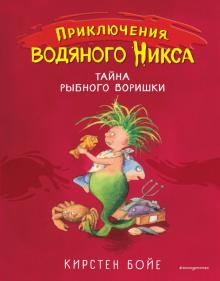 ПРИКЛЮЧЕНИЯ
ВОДЯНОГО НИКСА
ТАЙНА
РЫБНОГО ВОРИШКИ
КИРСТЕН БОЙЕ